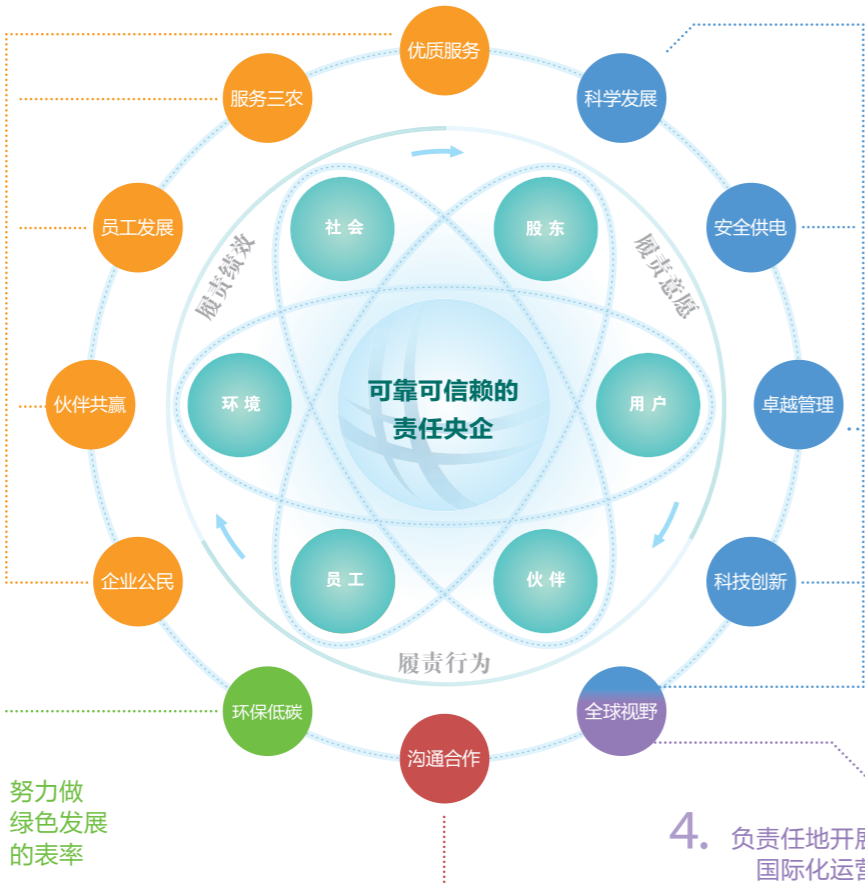 优质服务
服务三农
科学发展
员工发展
安全供电
伙伴共赢
卓越管理
企业公民
科技创新
环保低碳
沟通合作
全球视野
履责绩效
履责意愿
履责行为
社会
股东
环境
用户
员工
伙伴
可靠可信赖的
责任央企
努力做
绿色发展
的表率
4.
负责任地开展
国际化运营